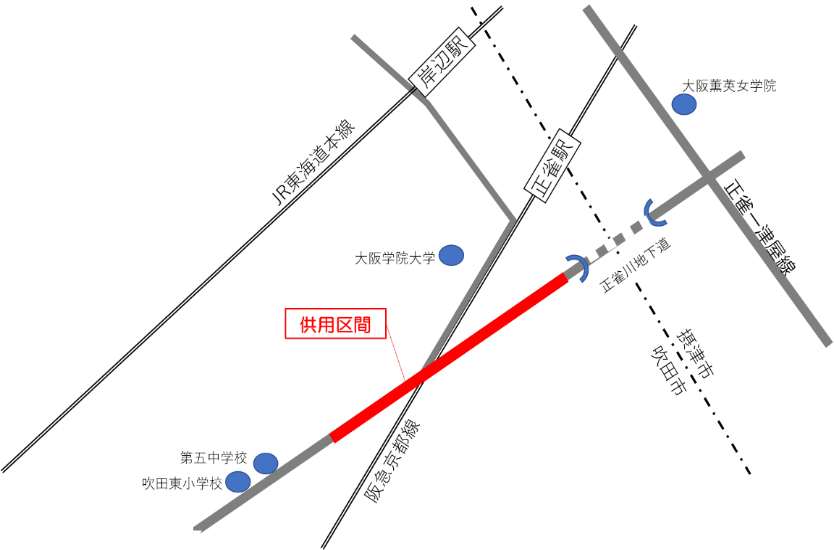 岸辺駅
大阪薫英女学院
JR東海道本線
正雀駅
正雀一津屋線
大阪学院大学
正雀川地下道
供用区間
摂津市
吹田市
阪急京都線
第五中学校
吹田東小学校